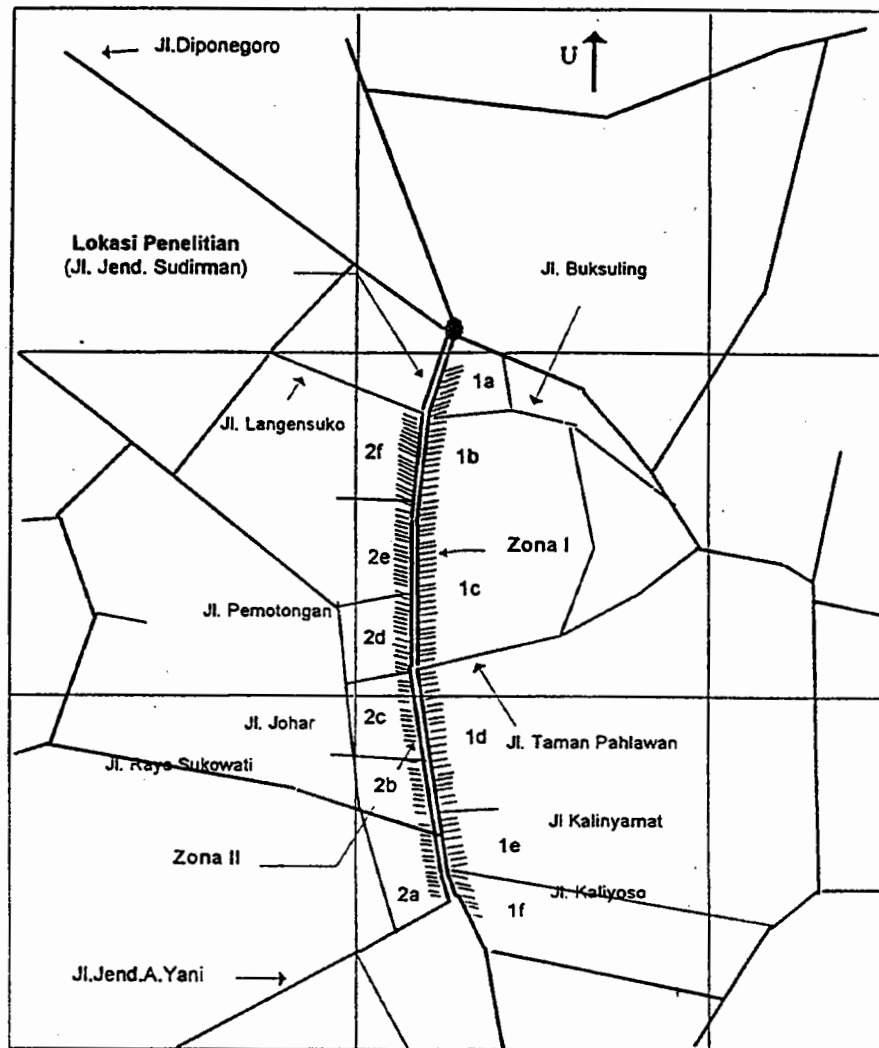 Jl.Diponegoro
U
Lokasi Penelitian
(Jl. Jend. Sudirman)
Jl. Buksuling
1a
Jl. Langensuko
2f
1b
2e
Zona I
1c
Jl. Pemotongan
2d
2c
Jl. Johar
1d
Jl. Taman Pahlawan
Jl. Raya Sukowati
2b
Jl Kalinyamat
1e
Zona II
2a
Jl. Kaliyoso
1f
Jl.Jend.A.Yani